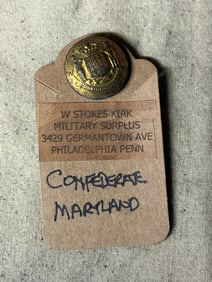 W STOKES KIRK
MILITARY SURPLUS
3429 GERMANTOWN AVE
PHILADELPHIA PENN
CONFEDERATE
MARYLAND